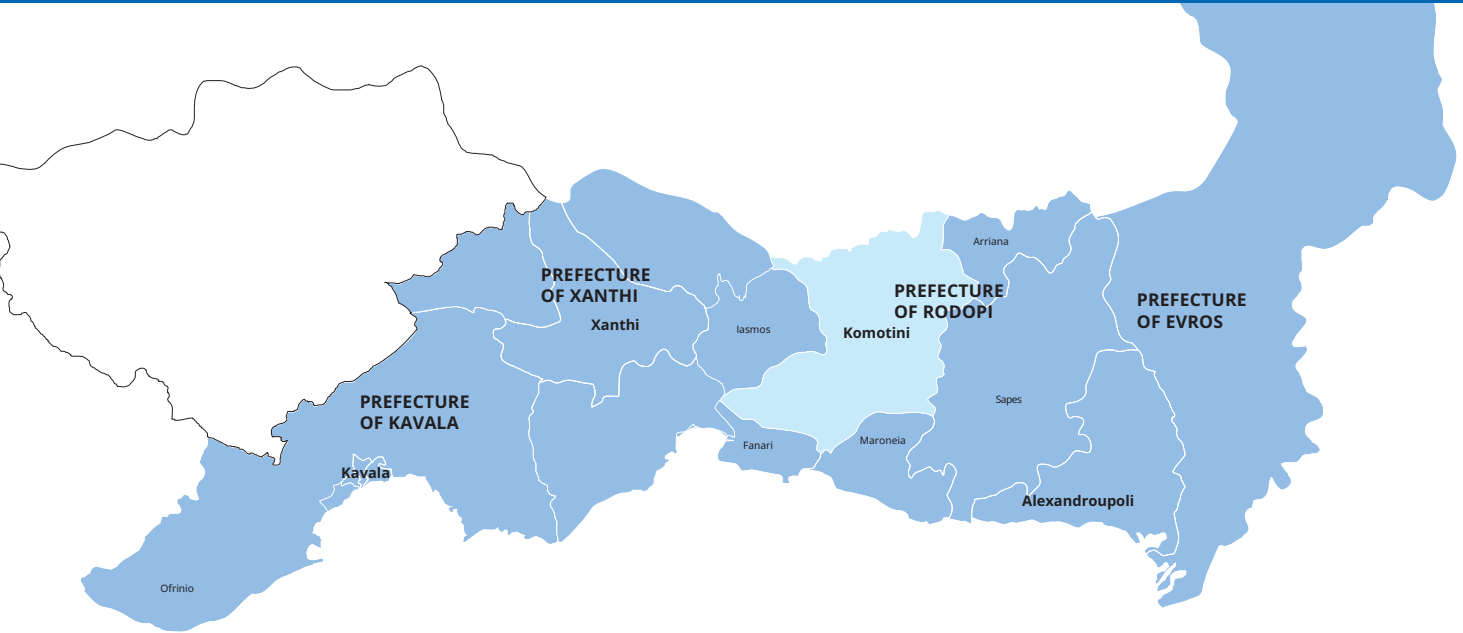 Arriana
PREFECTURE
OF XANTHI
Xanthi
Iasmos
PREFECTURE
OF RODOPI
Komotini
PREFECTURE
OF EVROS
PREFECTURE
OF KAVALA
Kavala
Sapes
Maroneia
Fanari
Alexandroupoli
Ofrinio